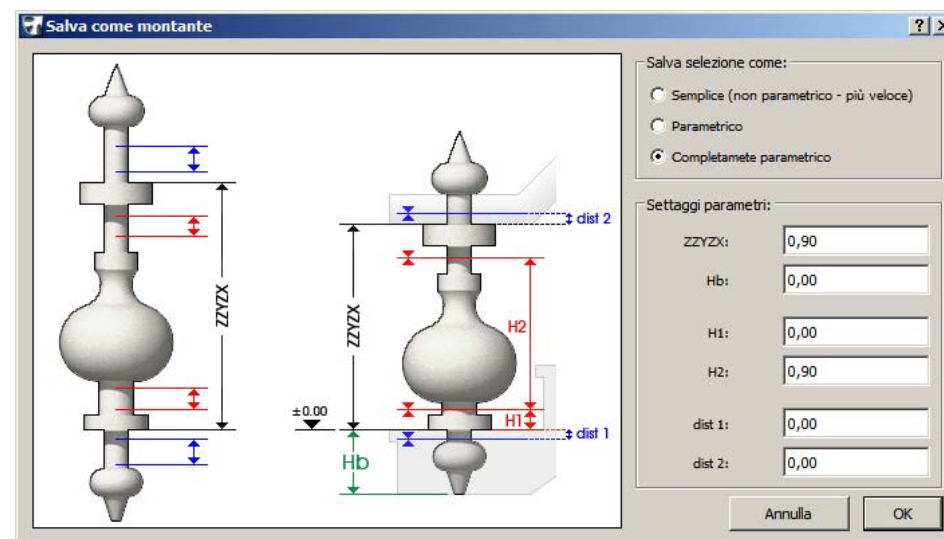 Salva come montante
ZZYZX
±0.00
Hb
ZZYZX
H2
H1
dist 2
dist 1
Salva selezione come:
Semplice (non parametrico - più veloce)
Parametrico
Completamete parametrico
Settaggi parametri:
ZZYZX: 0,90
Hb: 0,00
H1: 0,00
H2: 0,90
dist 1: 0,00
dist 2: 0,00
Annulla OK